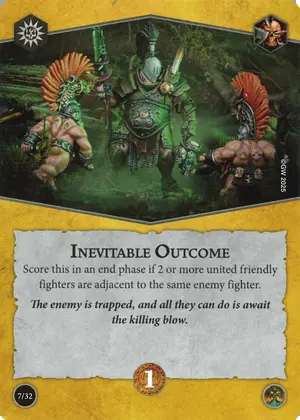 ©GW 2025
INEVITABLE OUTCOME
Score this in an end phase if 2 or more united friendly
fighters are adjacent to the same enemy fighter.
The enemy is trapped, and all they can do is await
the killing blow.
7/32
1